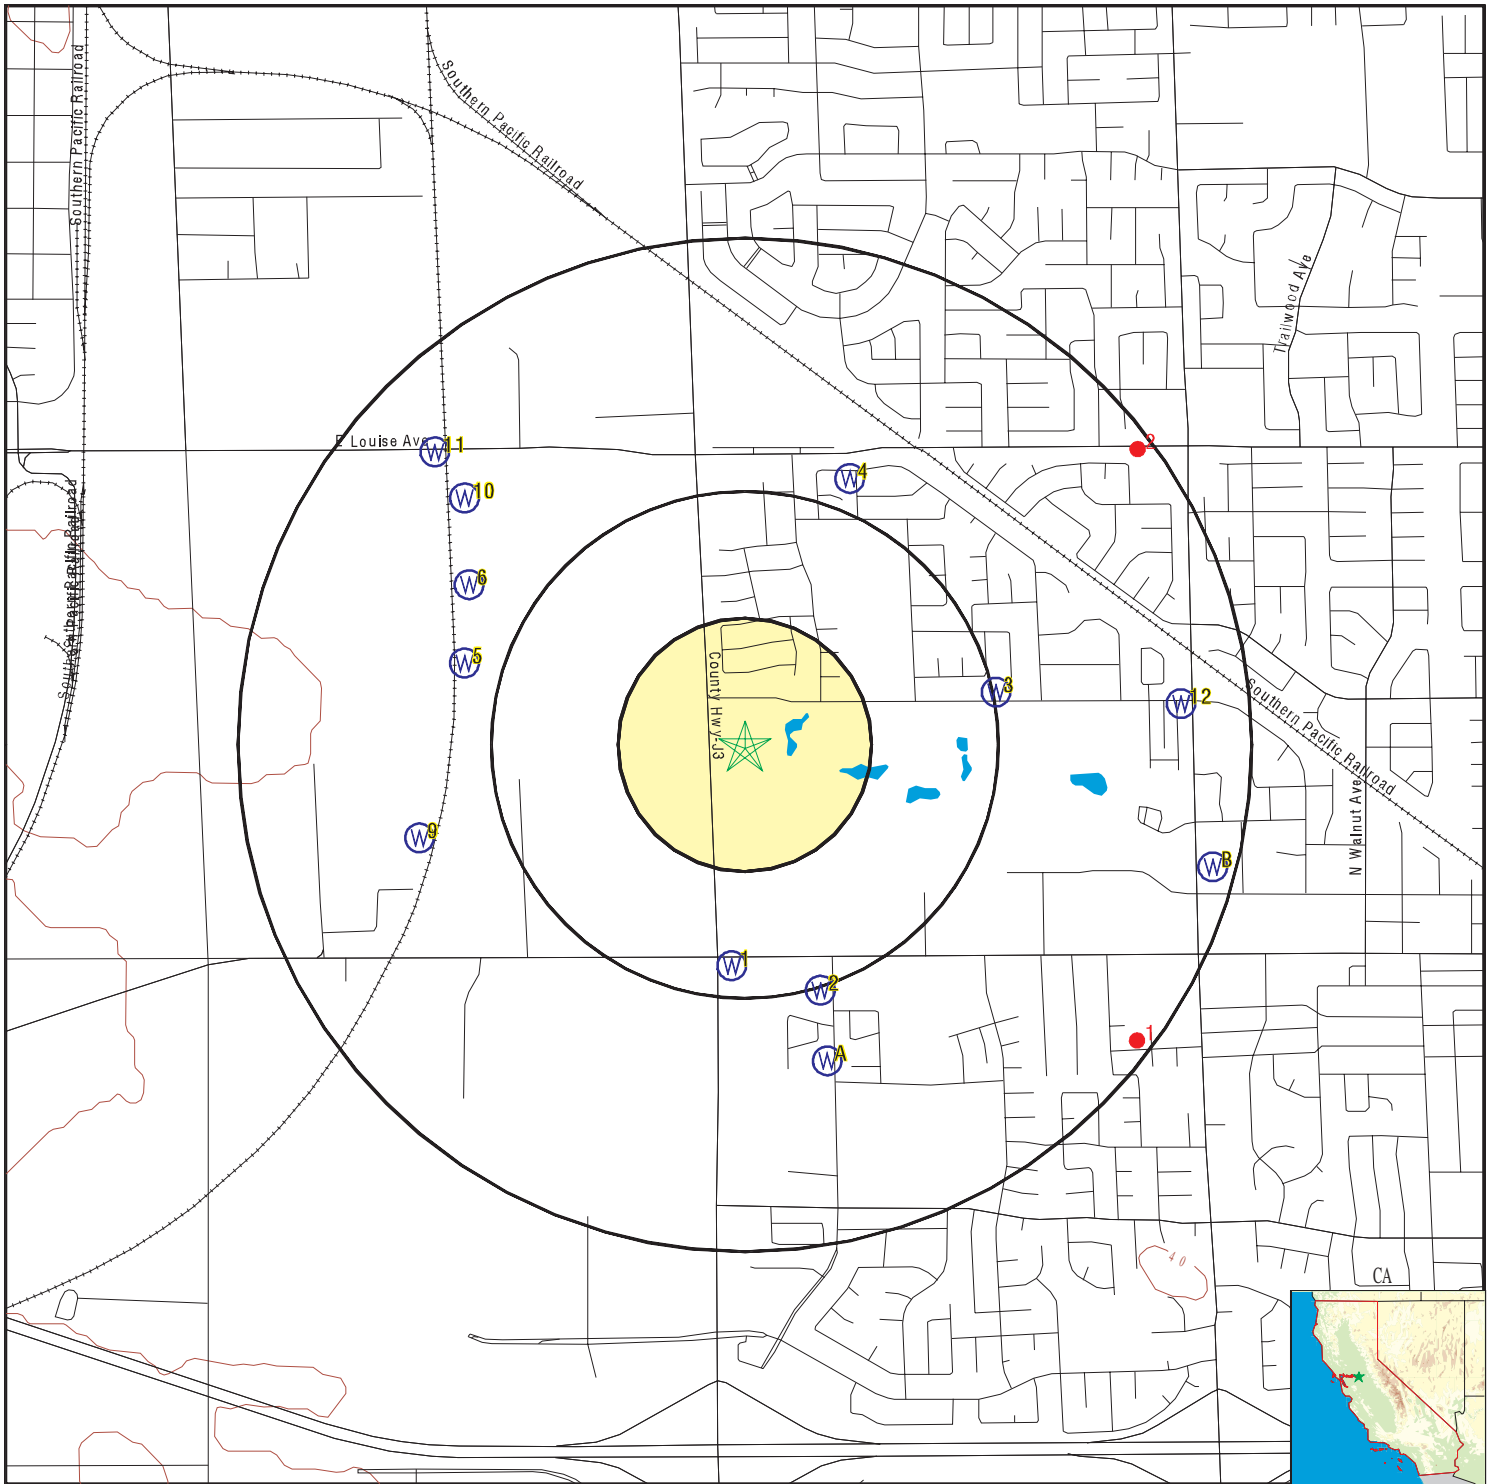 Southern Pacific Railroad
Southern Pacific Railroad
Trailwood Ave
E Louise Ave
W 11
2
W 4
W 10
W 6
W 5
County Hwy-J3
W 3
W 12
Southern Pacific Railroad
N Walnut Ave
W 9
W B
W 1
W 2
1
W A
40
CA